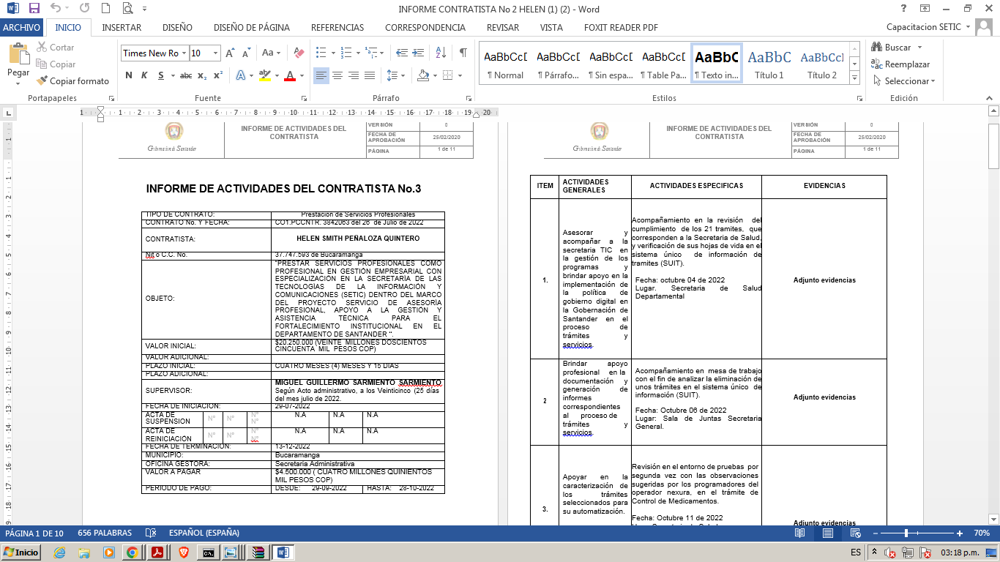 INFORME CONTRATISTA No 2 HELEN (1) (2) - Word
ARCHIVO INICIO INSERTAR DISEÑO DISEÑO DE PÁGINA REFERENCIAS CORRESPONDENCIA REVISAR VISTA FOXIT READER PDF Capacitacion SETIC
Pegar
Cortar
Copiar
Copiar formato
Portapapeles
Times New Ro 10
N K S abc x₂ x²
Fuente
Párrafo
AaBbCcD AaBbCcD AaBbCcD AaBbCcD AaBbC AaBbC AaBbCcI
¶ Normal ¶ Párrafo... ¶ Sin espa... ¶ Table Pa... ¶ Texto in... Título 1 Título 2
Estilos
Buscar
Reemplazar
Seleccionar
Edición
Gobernación de Santander
INFORME DE ACTIVIDADES DEL
CONTRATISTA
VERSIÓN 0
FECHA DE
APROBACIÓN 25/02/2020
PÁGINA 1 de 11
INFORME DE ACTIVIDADES DEL CONTRATISTA No.3
TIPO DE CONTRATO: Prestación de Servicios Profesionales
CONTRATO No. Y FECHA: CO1.PCCNTR. 3842063 del 26 de Julio de 2022
CONTRATISTA: HELEN SMITH PEÑALOZA QUINTERO
Nit o C.C. No. 37.747.593 de Bucaramanga
OBJETO:
"PRESTAR SERVICIOS PROFESIONALES COMO
PROFESIONAL EN GESTIÓN EMPRESARIAL CON
ESPECIALIZACIÓN EN LA SECRETARÍA DE LAS
TECNOLOGÍAS DE LA INFORMACIÓN Y
COMUNICACIONES (SETIC) DENTRO DEL MARCO
DEL PROYECTO SERVICIO DE ASESORÍA
PROFESIONAL, APOYO A LA GESTIÓN Y
ASISTENCIA TÉCNICA PARA EL
FORTALECIMIENTO INSTITUCIONAL EN EL
DEPARTAMENTO DE SANTANDER “.
VALOR INICIAL: $20.250.000 (VEINTE MILLONES DOSCIENTOS
CINCUENTA MIL PESOS COP)
VALOR ADICIONAL:
PLAZO INICIAL: CUATRO MESES (4) MESES Y 15 DIAS
PLAZO ADICIONAL:
SUPERVISOR:
MIGUEL GUILLERMO SARMIENTO SARMIENTO
Según Acto administrativo, a los Veinticinco (25 días
del mes julio de 2022.
FECHA DE INICIACIÓN: 29-07-2022
ACTA DE
SUSPENSION Nº Nº Nº Nº N.A N.A N.A
ACTA DE
REINICIACIÓN Nº Nº Nº Nº N.A N.A N.A
FECHA DE TERMINACIÓN: 13-12-2022
MUNICIPIO: Bucaramanga
OFICINA GESTORA: Secretaria Administrativa
VALOR A PAGAR $4.500.000 ( CUATRO MILLONES QUINIENTOS
MIL PESOS COP)
PERIODO DE PAGO: DESDE: 29-09-2022 HASTA: 28-10-2022
Gobernación de Santander
INFORME DE ACTIVIDADES DEL
CONTRATISTA
VERSIÓN 0
FECHA DE
APROBACIÓN 25/02/2020
PÁGINA 1 de 11
ITEM ACTIVIDADES GENERALES ACTIVIDADES ESPECIFICAS EVIDENCIAS
1.
Asesorar y
acompañar a la
secretaria TIC en
la gestión de los
programas y
brindar apoyo en la
implementación de
la política de
gobierno digital en
la Gobernación de
Santander en el
proceso de
trámites y
servicios.
Acompañamiento en la revisión del
cumplimiento de los 21 tramites, que
corresponden a la Secretaria de Salud,
y verificación de sus hojas de vida en el
sistema único de información de
tramites (SUIT).
Fecha: octubre 04 de 2022
Lugar. Secretaria de Salud
Departamental
Adjunto evidencias
2
Brindar apoyo
profesional en la
documentación y
generación de
informes
correspondientes
al proceso de
trámites y
servicios.
Acompañamiento en mesa de trabajo
con el fin de analizar la eliminación de
unos trámites en el sistema único de
información (SUIT).
Fecha: Octubre 06 de 2022
Lugar: Sala de Juntas Secretaria
General.
Adjunto evidencias
3.
Apoyar en la
caracterización de
los trámites
seleccionados para
su automatización.
Revisión en el entorno de pruebas por
segunda vez con las observaciones
sugeridas por los programadores del
operador nexura, en el trámite de
Control de Medicamentos.
Fecha: Octubre 11 de 2022
Adjunto evidencias
PÁGINA 1 DE 10 656 PALABRAS ESPAÑOL (ESPAÑA) 70%
Inicio ES 03:18 p.m.